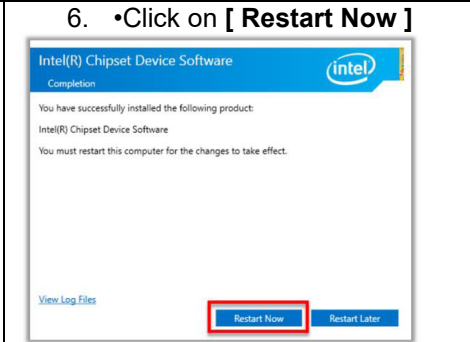 6. •Click on [ Restart Now ]
Intel(R) Chipset Device Software
Completion
intel
You have successfully installed the following product:
Intel(R) Chipset Device Software
You must restart this computer for the changes to take effect.
View Log Files
Restart Now
Restart Later